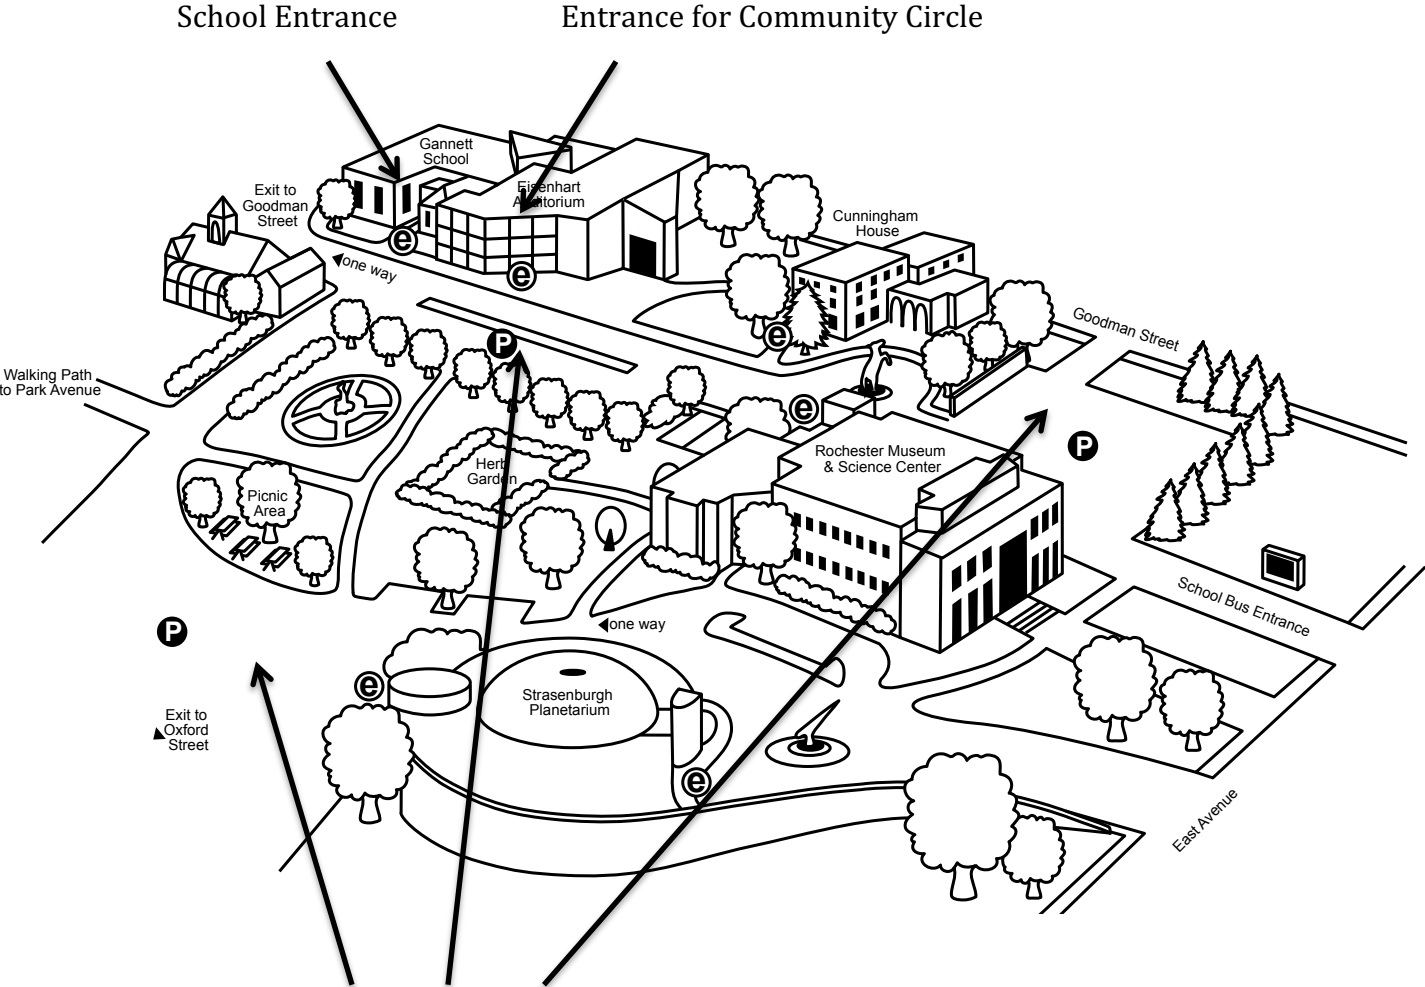 School Entrance
Entrance for Community Circle
Gannett
School
Eisenhart
Auditorium
Exit to
Goodman
Street
Cunningham
House
e
e
one way
e
Goodman Street
P
Walking Path
to Park Avenue
e
P
Rochester Museum
& Science Center
Herb
Garden
Picnic
Area
School Bus Entrance
P
one way
e
Strasenburgh
Planetarium
Exit to
Oxford
Street
e
East Avenue